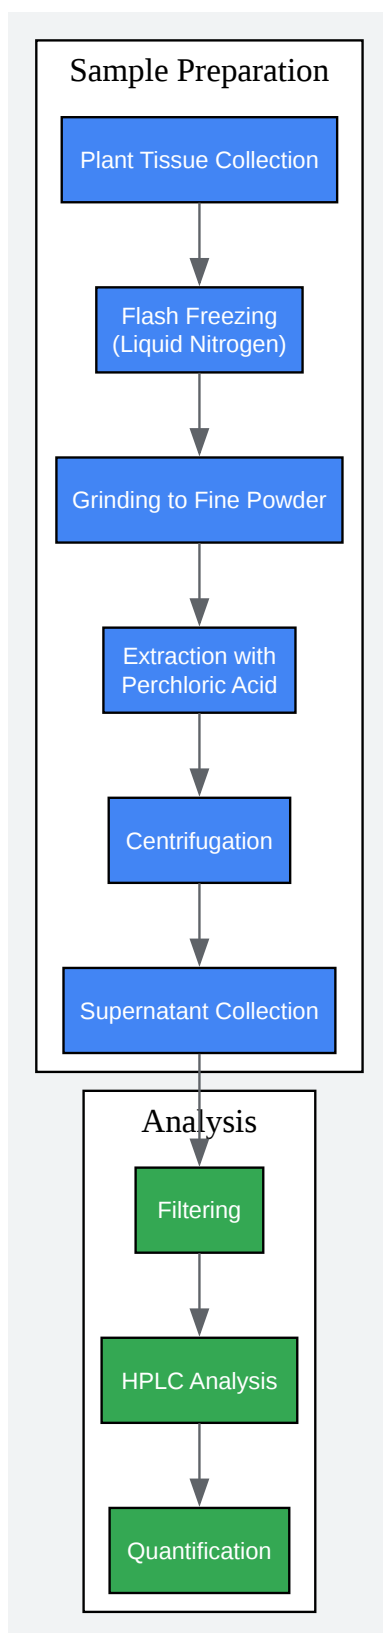 Sample Preparation
Plant Tissue Collection
Flash Freezing
(Liquid Nitrogen)
Grinding to Fine Powder
Extraction with
Perchloric Acid
Centrifugation
Supernatant Collection
Analysis
Filtering
HPLC Analysis
Quantification